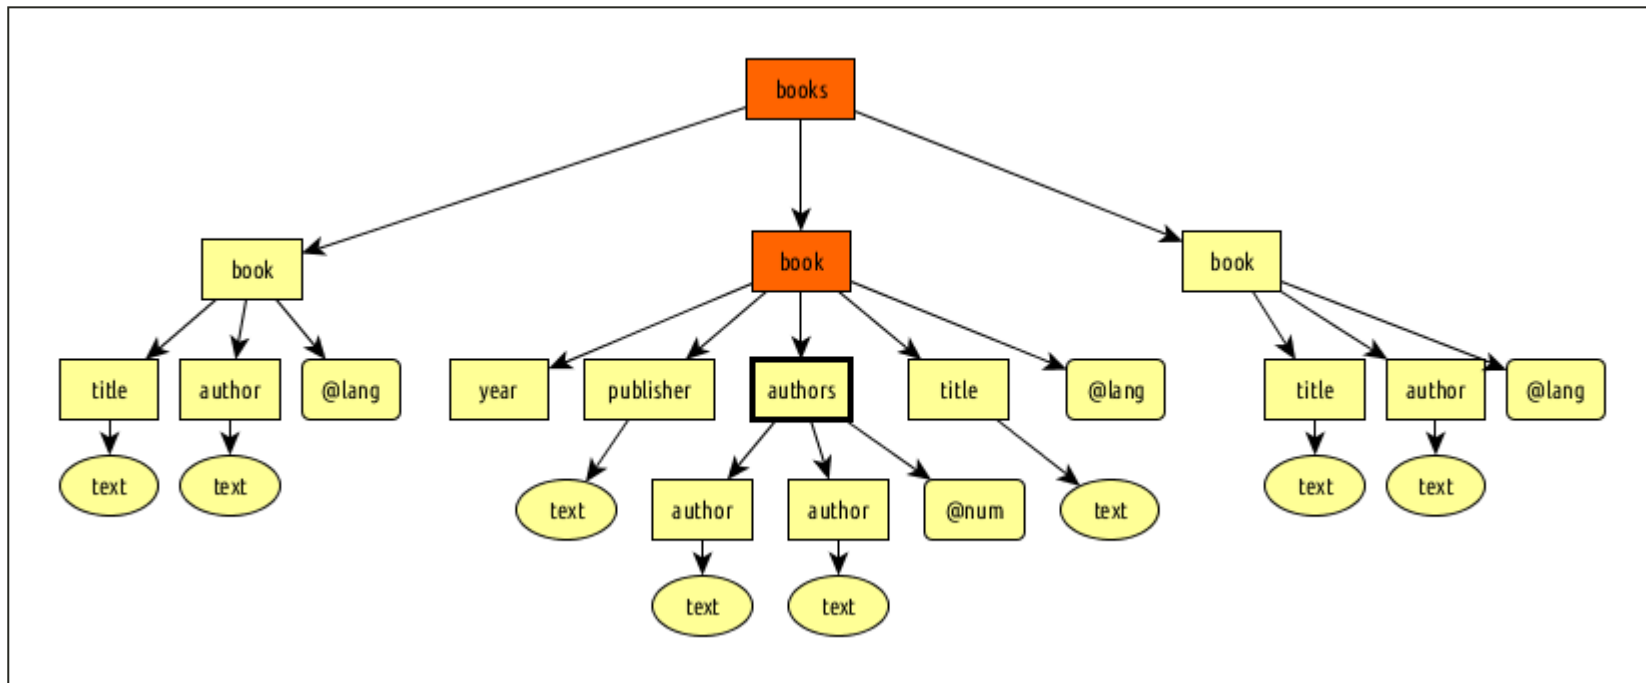 books
book
book
book
title
author
@lang
year
publisher
authors
title
@lang
title
author
@lang
text
text
text
author
author
@num
text
text
text
text
text